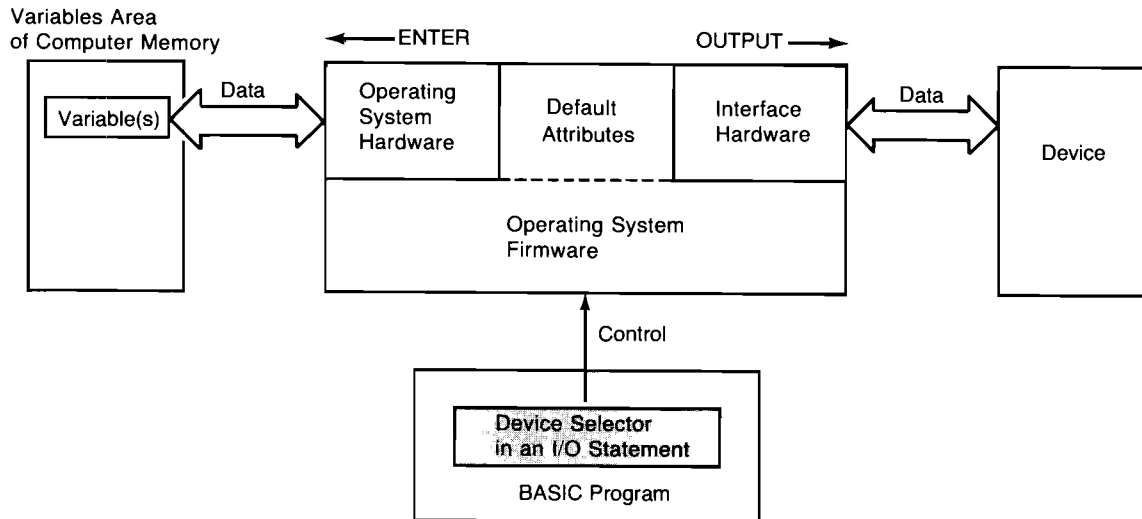 Variables Area
of Computer Memory
ENTER
OUTPUT
Data
Variable(s)
Operating
System
Hardware
Default
Attributes
Interface
Hardware
Data
Device
Operating System
Firmware
Control
Device Selector
in an I/O Statement
BASIC Program